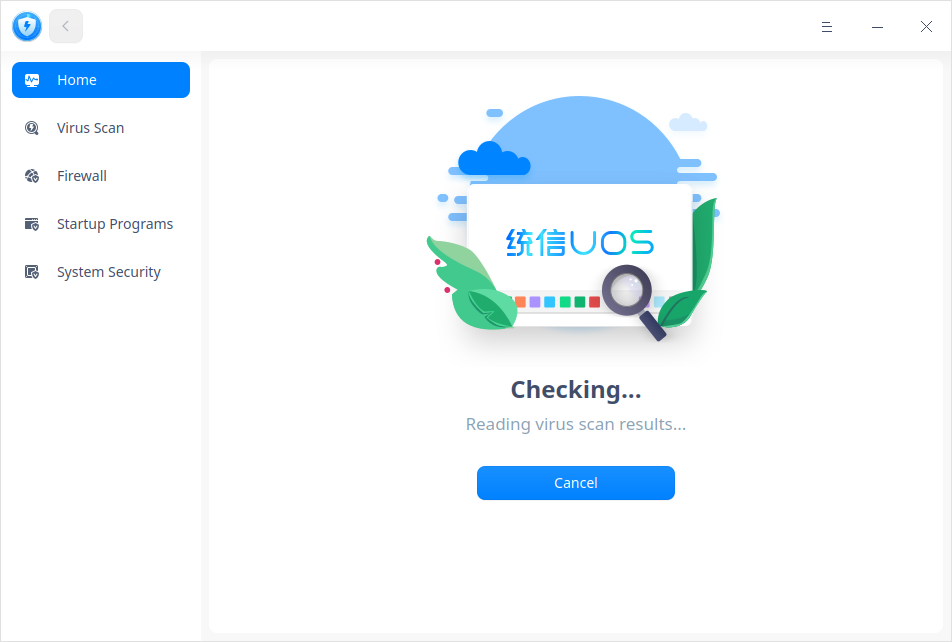 Home
Virus Scan
Firewall
Startup Programs
System Security
统信UOS
Checking...
Reading virus scan results...
Cancel